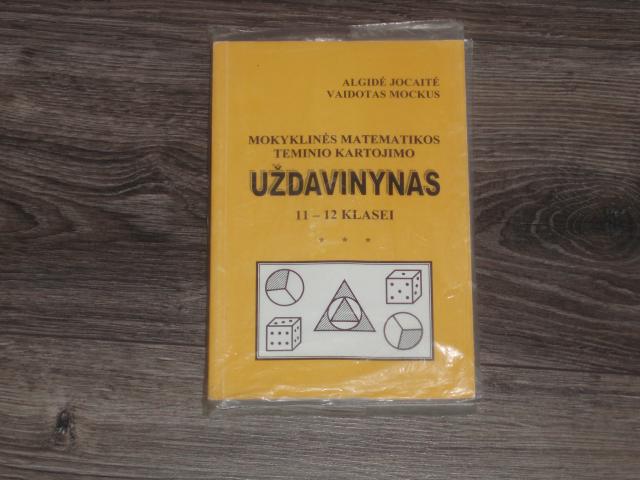 ALGIDĖ JOCAITĖ
VAIDOTAS MOCKUS
MOKYKLINĖS MATEMATIKOS
TEMINIO KARTOJIMO
UŽDAVINYNAS
11 – 12 KLASEI
* * *